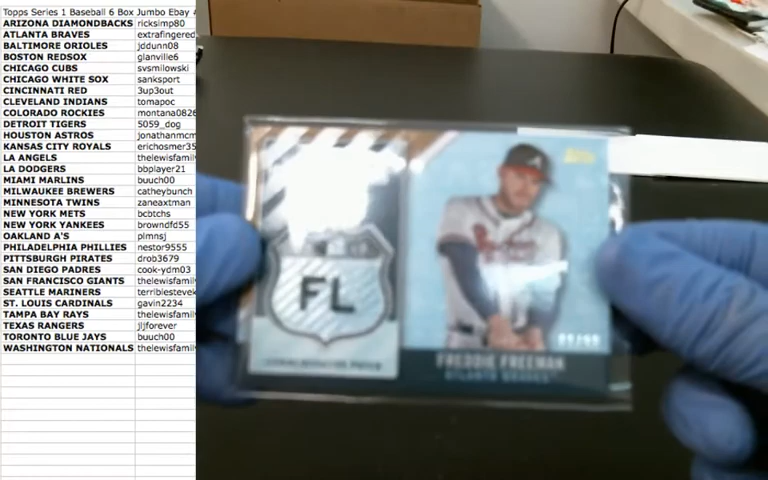 Topps Series 1 Baseball 6 Box Jumbo Ebay
ARIZONA DIAMONDBACKS ricksimp80
ATLANTA BRAVES extrafingered
BALTIMORE ORIOLES jddunn08
BOSTON REDSOX glanville6
CHICAGO CUBS svsmilowski
CHICAGO WHITE SOX sanksport
CINCINNATI RED 3up3out
CLEVELAND INDIANS tomapoc
COLORADO ROCKIES montana0826
DETROIT TIGERS 5059_dog
HOUSTON ASTROS jonathanmcm
KANSAS CITY ROYALS erichosmer35
LA ANGELS thelewisfamil
LA DODGERS bbplayer21
MIAMI MARLINS buuch00
MILWAUKEE BREWERS catheybunch
MINNESOTA TWINS zaneaxtman
NEW YORK METS bcbtchs
NEW YORK YANKEES browndfd55
OAKLAND A'S plmnsj
PHILADELPHIA PHILLIES nestor9555
PITTSBURGH PIRATES drob3679
SAN DIEGO PADRES cook-ydm03
SAN FRANCISCO GIANTS thelewisfamil
SEATTLE MARINERS terriblestevek
ST. LOUIS CARDINALS gavin2234
TAMPA BAY RAYS thelewisfamil
TEXAS RANGERS jljforever
TORONTO BLUE JAYS buuch00
WASHINGTON NATIONALS thelewisfamil
FL
FREDDIE FREEMAN
ATLANTA BRAVES